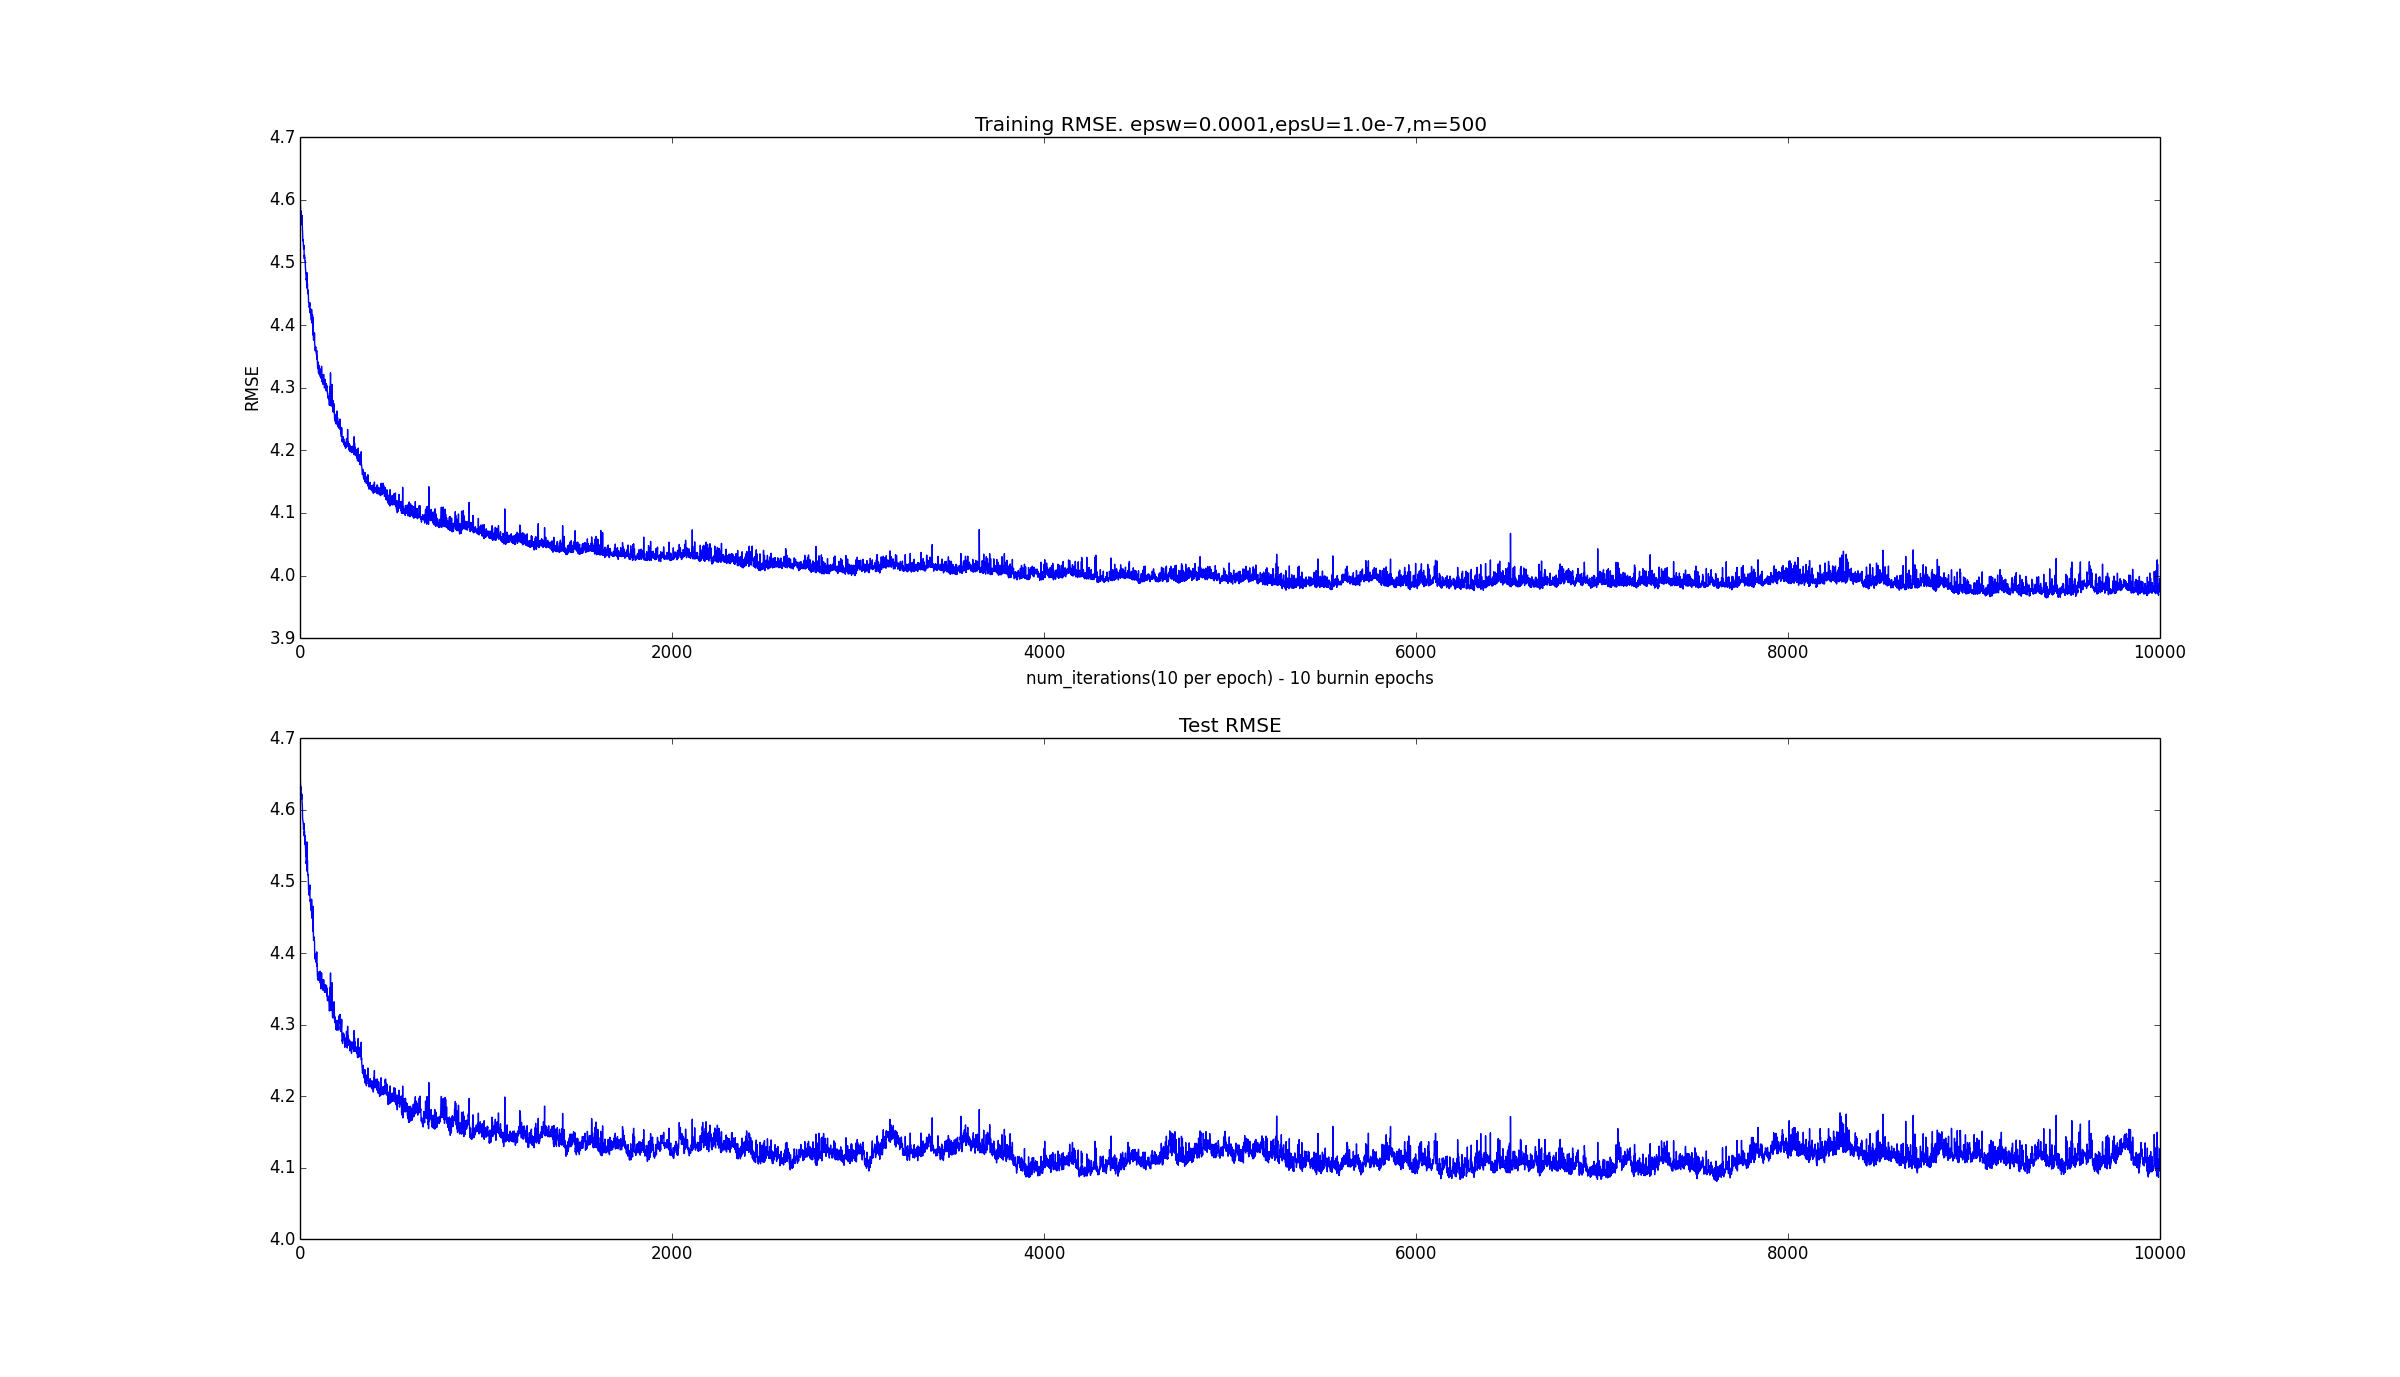 Training RMSE. epsw=0.0001,epsU=1.0e-7,m=500
4.7
4.6
4.5
4.4
4.3
4.2
4.1
4.0
3.9
RMSE
0 2000 4000 6000 8000 10000
num_iterations(10 per epoch) - 10 burnin epochs
Test RMSE
4.7
4.6
4.5
4.4
4.3
4.2
4.1
4.0
0 2000 4000 6000 8000 10000